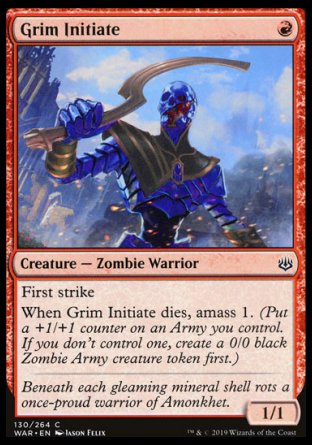 Grim Initiate
Creature — Zombie Warrior
First strike
When Grim Initiate dies, amass 1. (Put
a +1/+1 counter on an Army you control.
If you don't control one, create a 0/0 black
Zombie Army creature token first.)
Beneath each gleaming mineral shell rots a
once-proud warrior of Amonkhet.
1/1
130/264 C
WAR • EN JASON FELIX
™ & © 2019 Wizards of the Coast